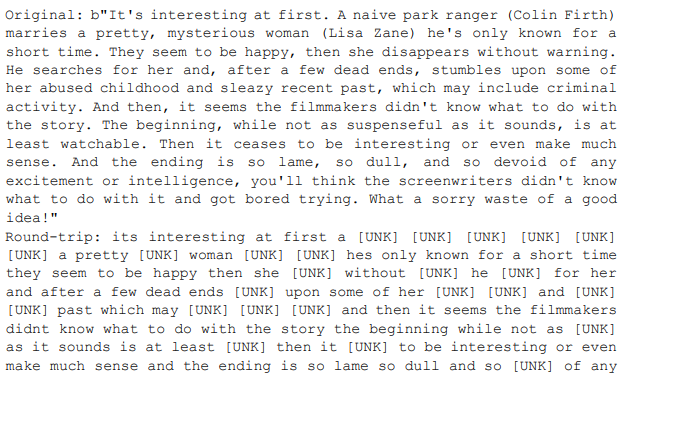 Original: b"It's interesting at first. A naive park ranger (Colin Firth)
marries a pretty, mysterious woman (Lisa Zane) he's only known for a
short time. They seem to be happy, then she disappears without warning.
He searches for her and, after a few dead ends, stumbles upon some of
her abused childhood and sleazy recent past, which may include criminal
activity. And then, it seems the filmmakers didn't know what to do with
the story. The beginning, while not as suspenseful as it sounds, is at
least watchable. Then it ceases to be interesting or even make much
sense. And the ending is so lame, so dull, and so devoid of any
excitement or intelligence, you'll think the screenwriters didn't know
what to do with it and got bored trying. What a sorry waste of a good
idea!"
Round-trip: its interesting at first a [UNK] [UNK] [UNK] [UNK] [UNK]
[UNK] a pretty [UNK] woman [UNK] [UNK] hes only known for a short time
they seem to be happy then she [UNK] without [UNK] he [UNK] for her
and after a few dead ends [UNK] upon some of her [UNK] [UNK] and [UNK]
[UNK] past which may [UNK] [UNK] [UNK] and then it seems the filmmakers
didnt know what to do with the story the beginning while not as [UNK]
as it sounds is at least [UNK] then it [UNK] to be interesting or even
make much sense and the ending is so lame so dull and so [UNK] of any